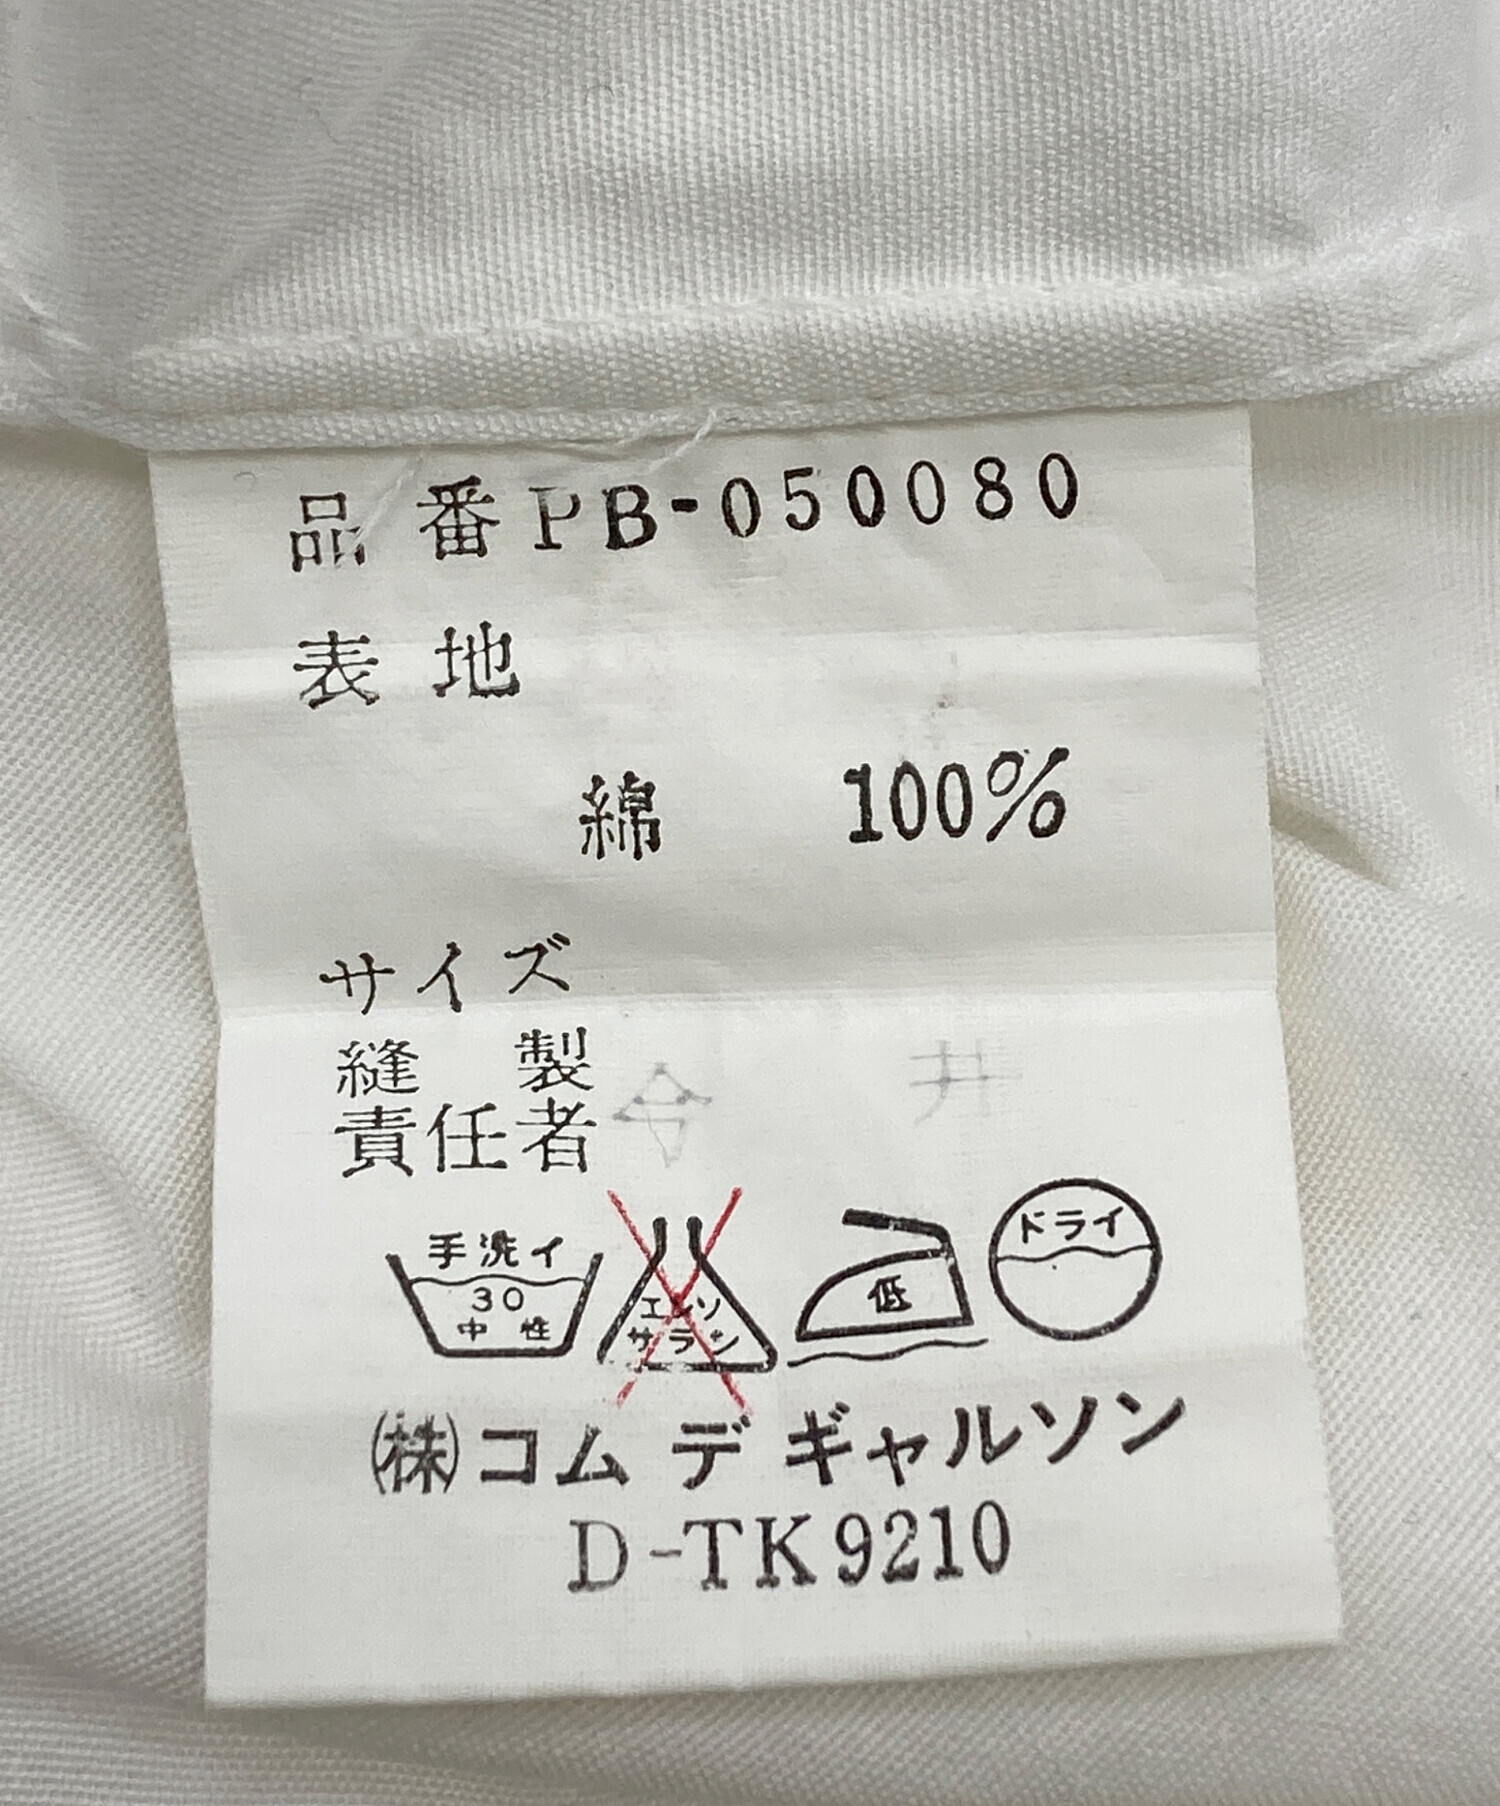 品番 PB-050080
表地
綿 100%
サイズ
縫製
責任者 今井
手洗イ
30
中性
エンソ
サラシ
低
ドライ
㈱コム デ ギャルソン
D-TK9210